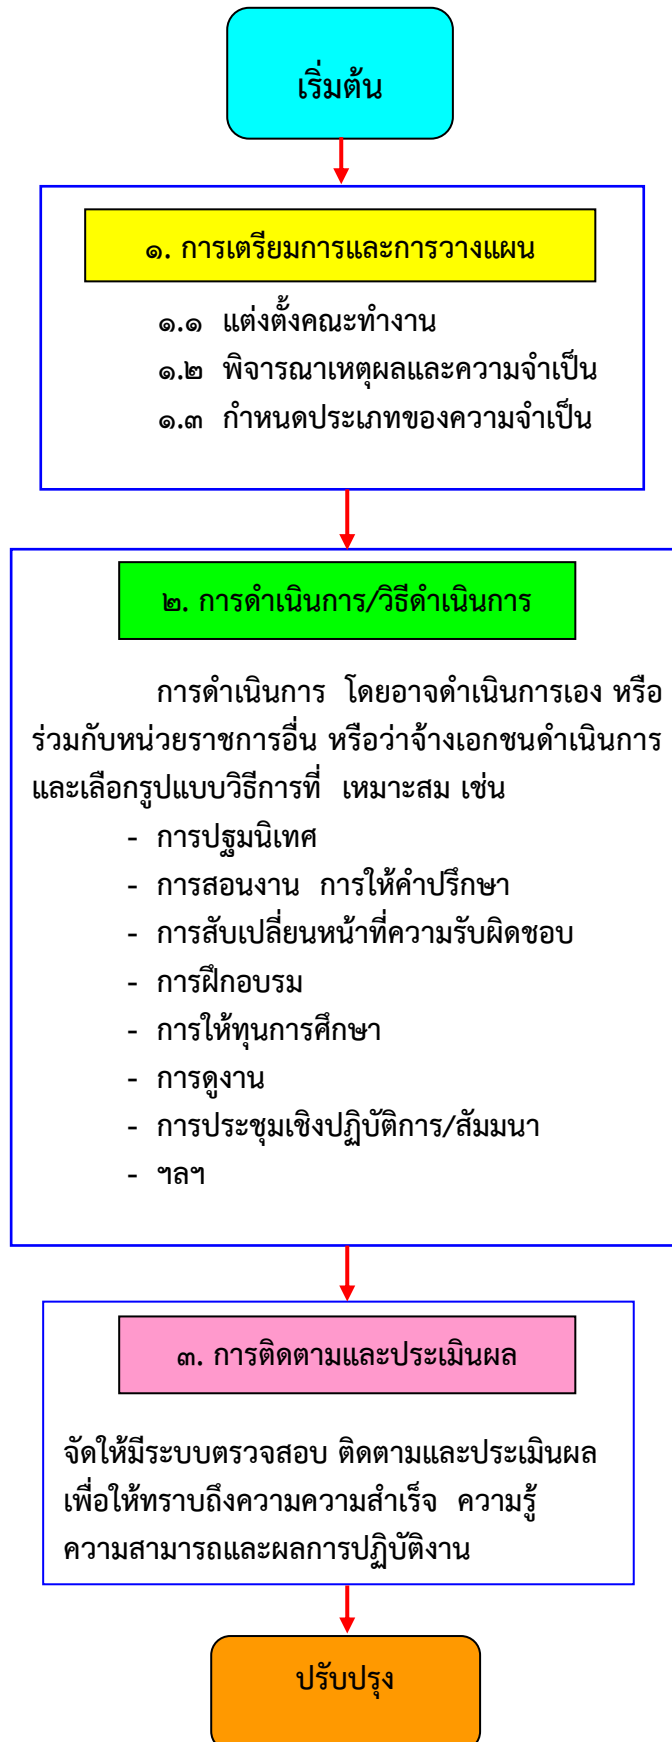 เริ่มต้น
๑. การเตรียมการและการวางแผน
๑.๑ แต่งตั้งคณะทำงาน
๑.๒ พิจารณาเหตุผลและความจำเป็น
๑.๓ กำหนดประเภทของความจำเป็น
๒. การดำเนินการ/วิธีดำเนินการ
การดำเนินการ โดยอาจดำเนินการเอง หรือ
ร่วมกับหน่วยราชการอื่น หรือว่าจ้างเอกชนดำเนินการ
และเลือกรูปแบบวิธีการที่ เหมาะสม เช่น
- การปฐมนิเทศ
- การสอนงาน การให้คำปรึกษา
- การสับเปลี่ยนหน้าที่ความรับผิดชอบ
- การฝึกอบรม
- การให้ทุนการศึกษา
- การดูงาน
- การประชุมเชิงปฏิบัติการ/สัมมนา
- ฯลฯ
๓. การติดตามและประเมินผล
จัดให้มีระบบตรวจสอบ ติดตามและประเมินผล
เพื่อให้ทราบถึงความความสำเร็จ ความรู้
ความสามารถและผลการปฏิบัติงาน
ปรับปรุง